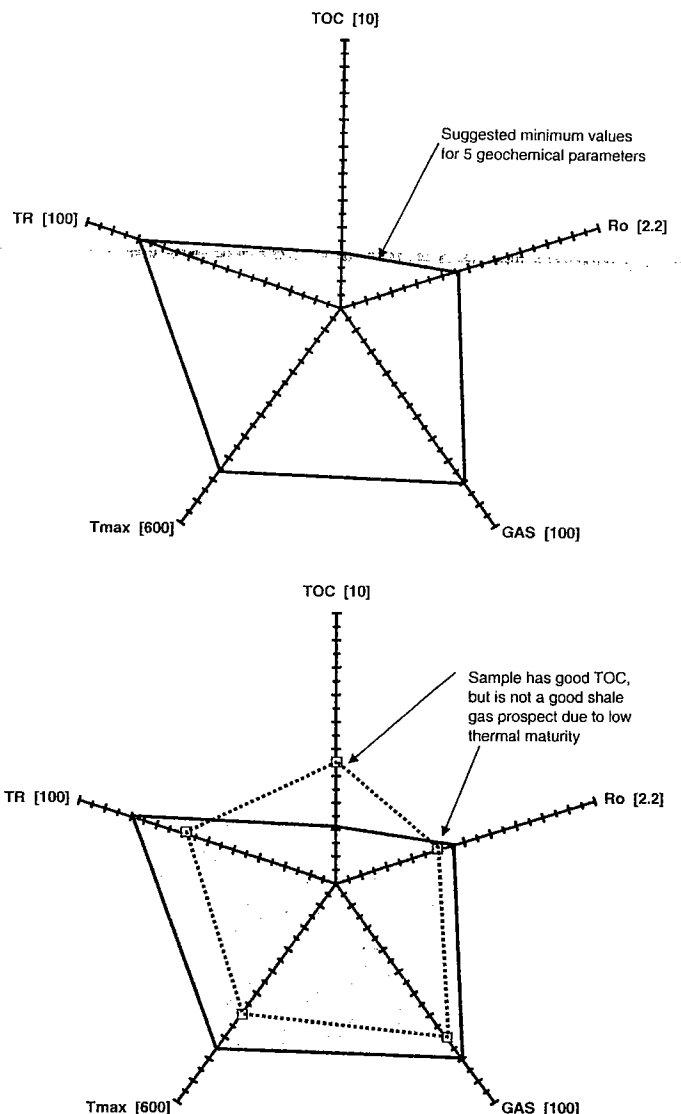 TOC [10]
Suggested minimum values
for 5 geochemical parameters
TR [100]
Ro [2.2]
Tmax [600]
GAS [100]
TOC [10]
Sample has good TOC,
but is not a good shale
gas prospect due to low
thermal maturity
TR [100]
Ro [2.2]
Tmax [600]
GAS [100]